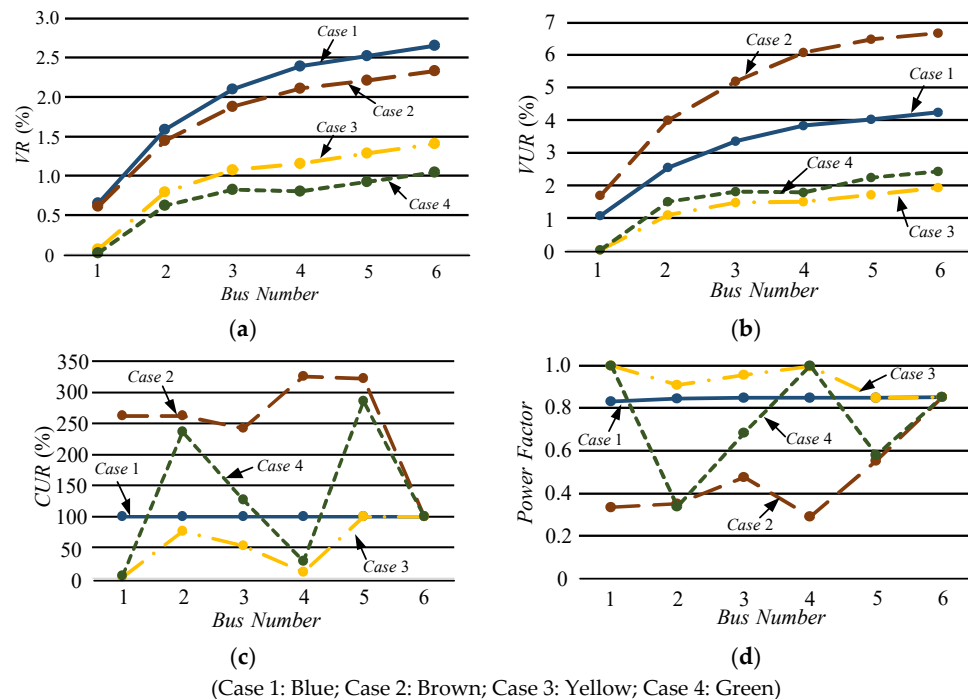 VR (%)
3.0
2.5
2.0
1.5
1.0
0.5
0
Case 1
Case 2
Case 3
Case 4
1 2 3 4 5 6
Bus Number
(a)
VUR (%)
7
6
5
4
3
2
1
0
Case 2
Case 1
Case 4
Case 3
1 2 3 4 5 6
Bus Number
(b)
CUR (%)
350
300
250
200
150
100
50
0
Case 2
Case 1
Case 4
Case 3
1 2 3 4 5 6
Bus Number
(c)
Power Factor
1.0
0.8
0.6
0.4
0.2
0
Case 3
Case 1
Case 4
Case 2
1 2 3 4 5 6
Bus Number
(d)
(Case 1: Blue; Case 2: Brown; Case 3: Yellow; Case 4: Green)